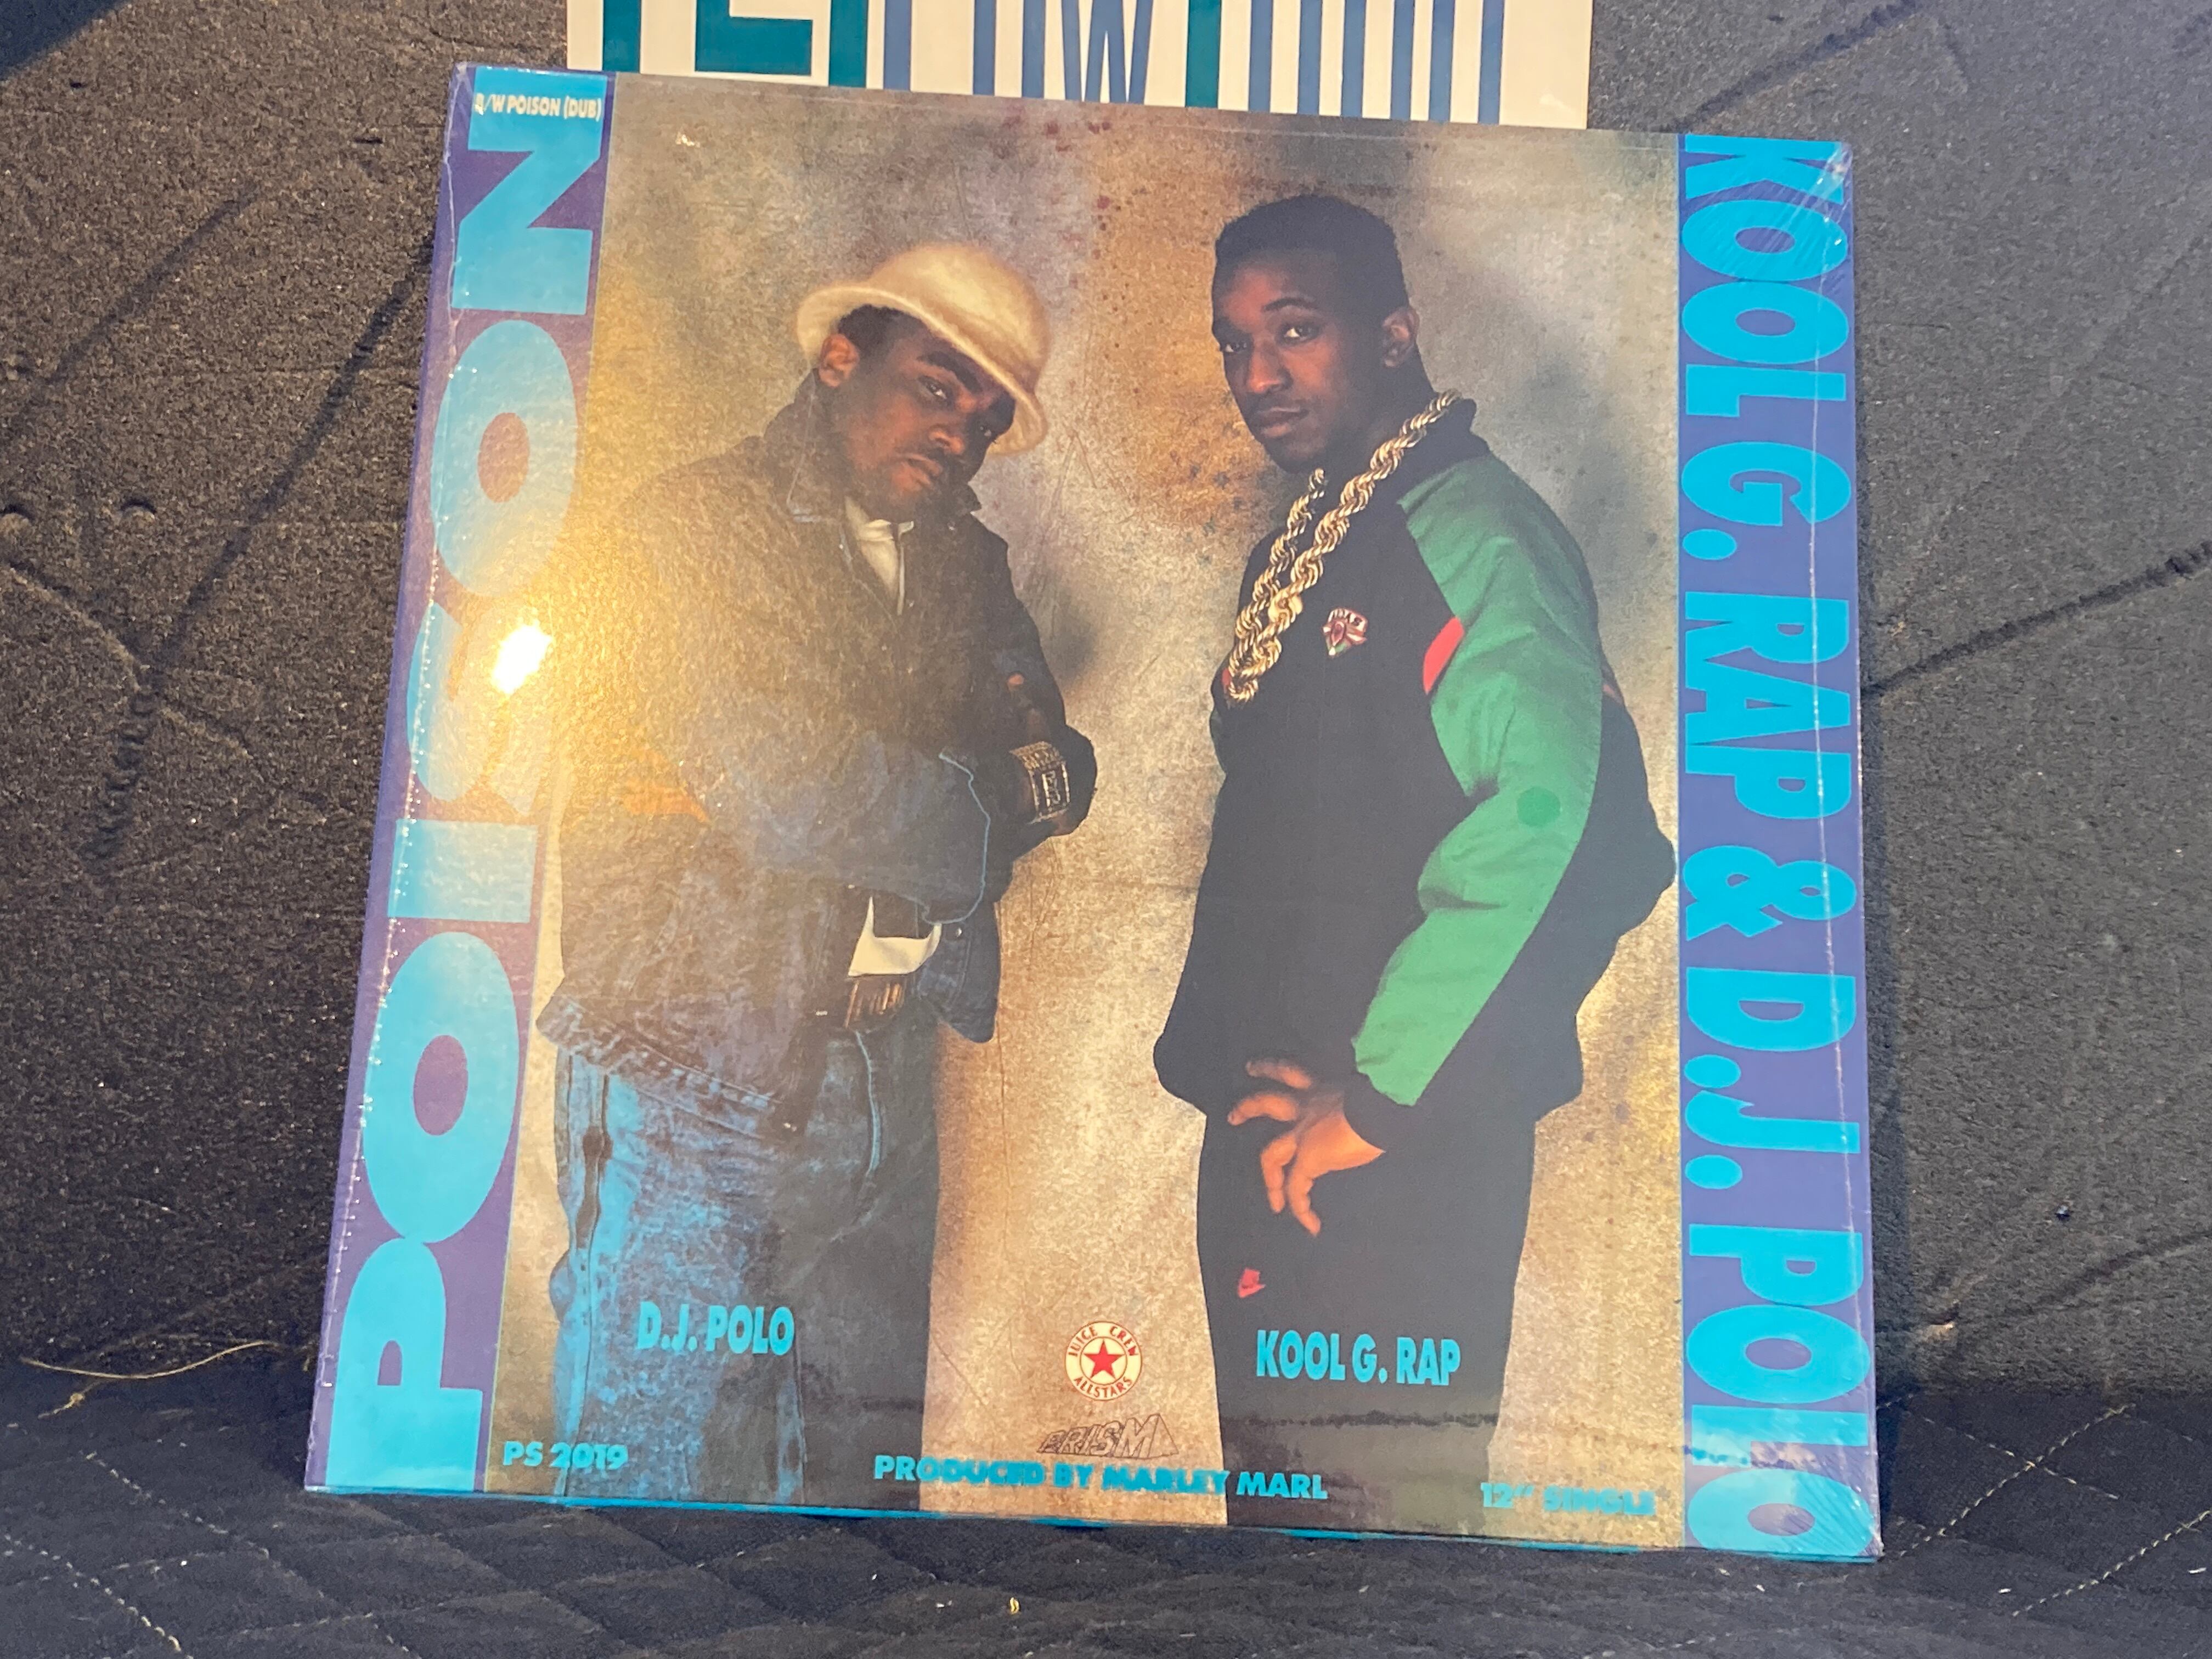 B/W POISON (DUB)
POISON
KOOL G. RAP & D.J. POLO
D.J. POLO
KOOL G. RAP
JUICE CREW
ALLSTARS
PRISM
PS 2019
PRODUCED BY MARLEY MARL
12" SINGLE